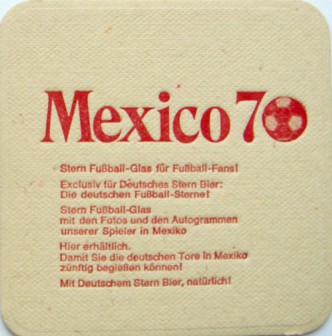 Mexico 70
Stern Fußball-Glas für Fußball-Fans!
Exclusiv für Deutsches Stern Bier:
Die deutschen Fußball-Sterne!
Stern Fußball-Glas
mit den Fotos und den Autogrammen
unserer Spieler in Mexiko
Hier erhältlich.
Damit Sie die deutschen Tore in Mexiko
zünftig begießen können!
Mit Deutschem Stern Bier, natürlich!